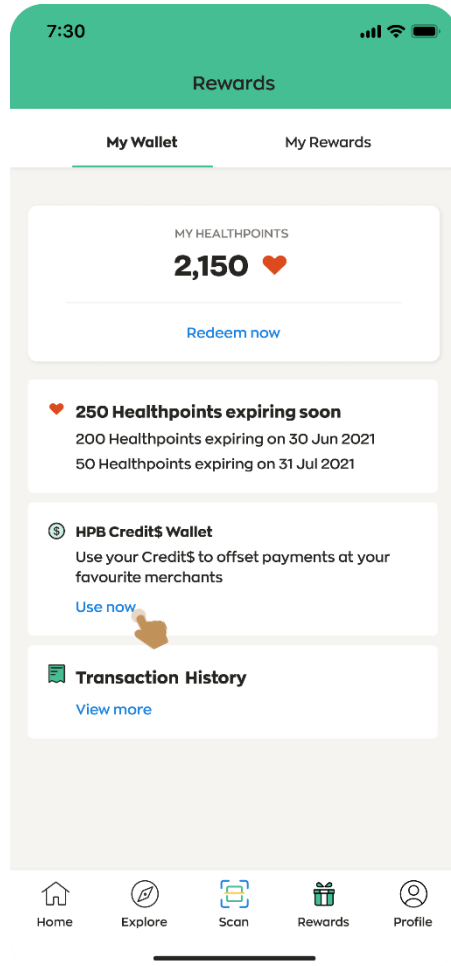 7:30
Rewards
My Wallet
My Rewards
MY HEALTHPOINTS
2,150
Redeem now
250 Healthpoints expiring soon
200 Healthpoints expiring on 30 Jun 2021
50 Healthpoints expiring on 31 Jul 2021
$ HPB Credit$ Wallet
Use your Credit$ to offset payments at your
favourite merchants
Use now
Transaction History
View more
Home Explore Scan Rewards Profile